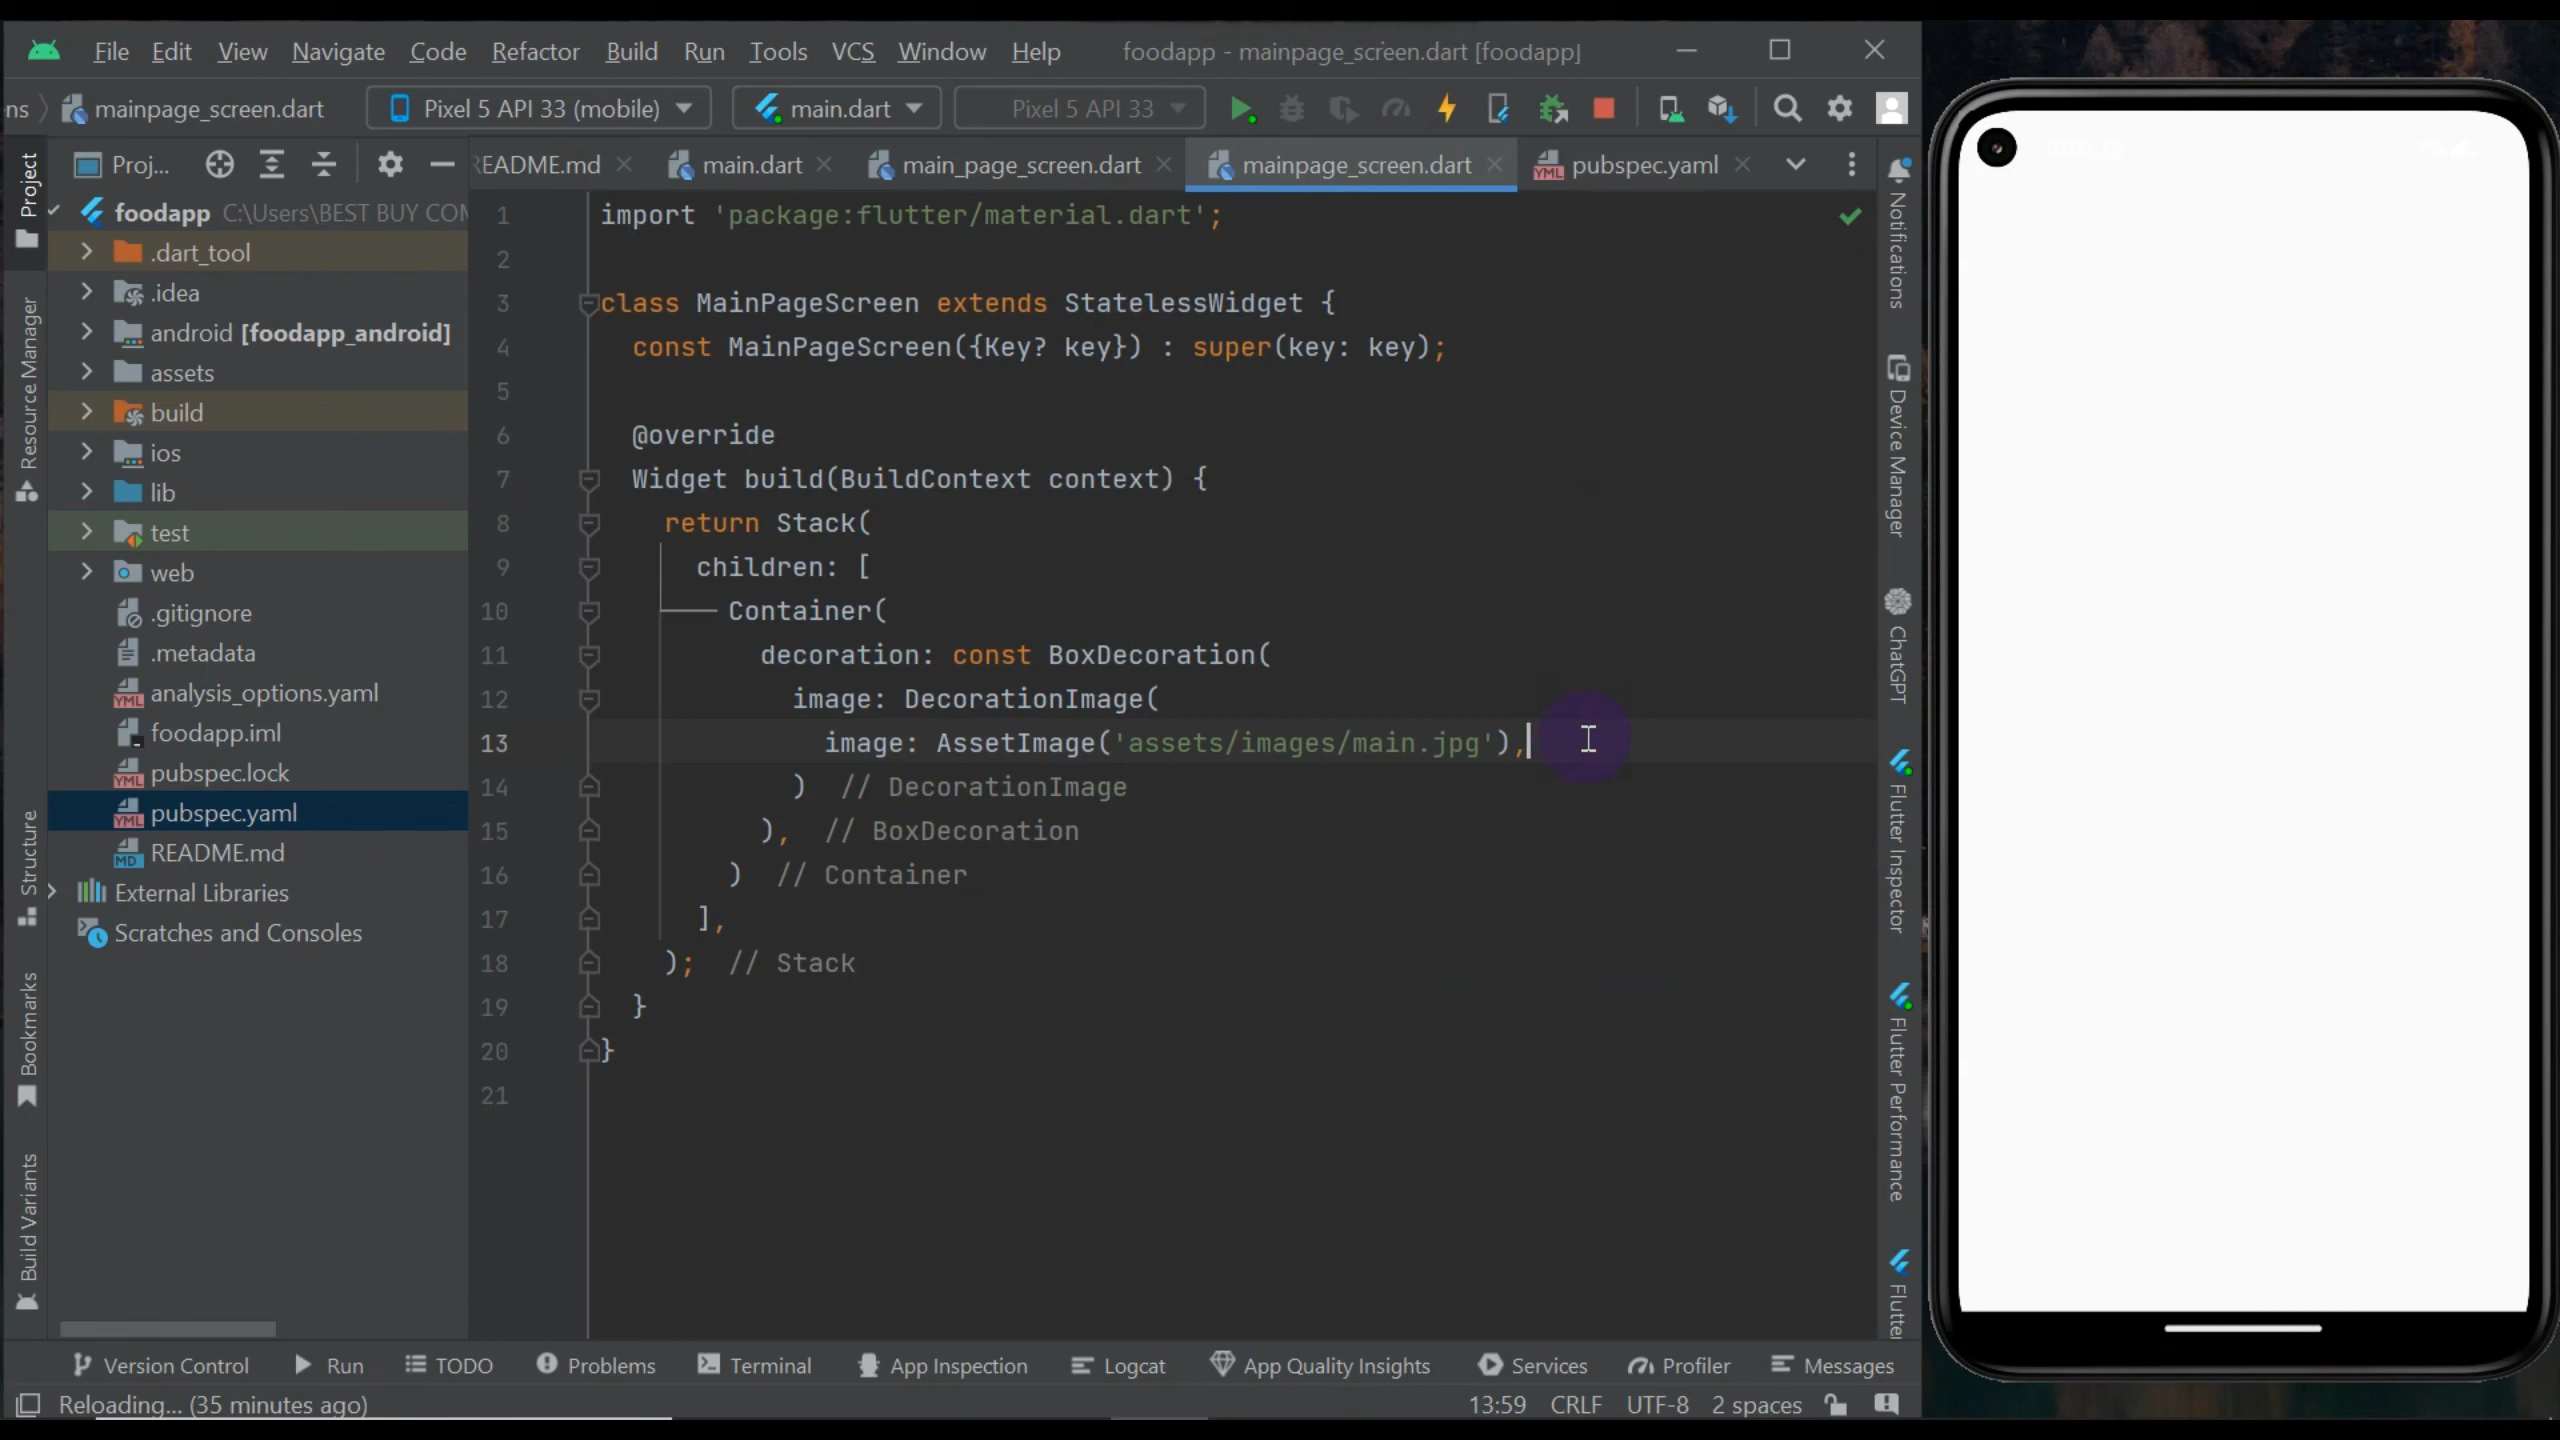 File Edit View Navigate Code Refactor Build Run Tools VCS Window Help foodapp - mainpage_screen.dart [foodapp]
ns mainpage_screen.dart Pixel 5 API 33 (mobile) main.dart Pixel 5 API 33
Proj... README.md main.dart main_page_screen.dart mainpage_screen.dart pubspec.yaml
Project
Resource Manager
Structure
Bookmarks
Build Variants
foodapp C:\Users\BEST BUY COM
.dart_tool
.idea
android [foodapp_android]
assets
build
ios
lib
test
web
.gitignore
.metadata
analysis_options.yaml
foodapp.iml
pubspec.lock
pubspec.yaml
README.md
External Libraries
Scratches and Consoles
1 import 'package:flutter/material.dart';
2
3 class MainPageScreen extends StatelessWidget {
4 const MainPageScreen({Key? key}) : super(key: key);
5
6 @override
7 Widget build(BuildContext context) {
8 return Stack(
9 children: [
10 Container(
11 decoration: const BoxDecoration(
12 image: DecorationImage(
13 image: AssetImage('assets/images/main.jpg'),
14 ) // DecorationImage
15 ), // BoxDecoration
16 ) // Container
17 ],
18 ); // Stack
19 }
20 }
21
Notifications
Device Manager
ChatGPT
Flutter Inspector
Flutter Performance
Flutter
Version Control Run TODO Problems Terminal App Inspection Logcat App Quality Insights Services Profiler Messages
Reloading... (35 minutes ago) 13:59 CRLF UTF-8 2 spaces